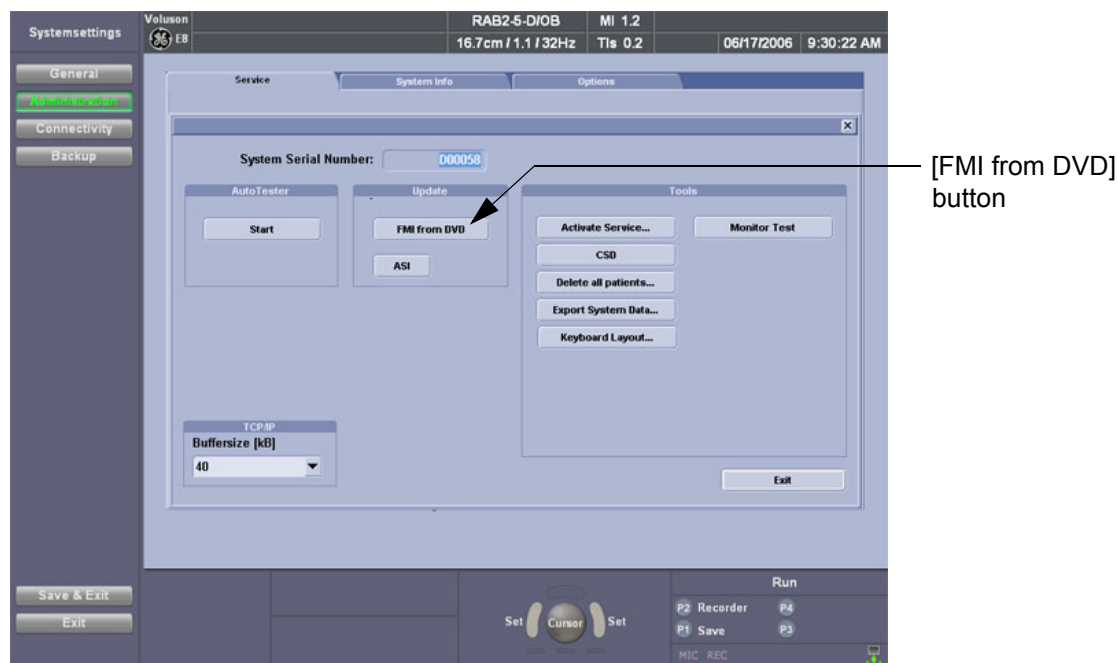 Systemsettings
Voluson
E8
RAB2-5-D/OB MI 1.2
16.7cm / 1.1 / 32Hz TIs 0.2 06/17/2006 9:30:22 AM
General
Administration
Connectivity
Backup
Service System Info Options
System Serial Number: D00058
AutoTester
Start
Update
FMI from DVD
ASI
Tools
Activate Service... Monitor Test
CSD
Delete all patients...
Export System Data...
Keyboard Layout...
TCP/IP
Buffersize [kB]
40
Exit
[FMI from DVD]
button
Save & Exit
Exit
Set Cursor Set
Run
P2 Recorder P4
P1 Save P3
MIC REC